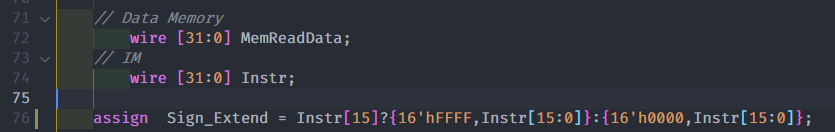 71 // Data Memory
72 wire [31:0] MemReadData;
73 // IM
74 wire [31:0] Instr;
75
76 assign  Sign_Extend = Instr[15]?{16'hFFFF,Instr[15:0]}:{16'h0000,Instr[15:0]};